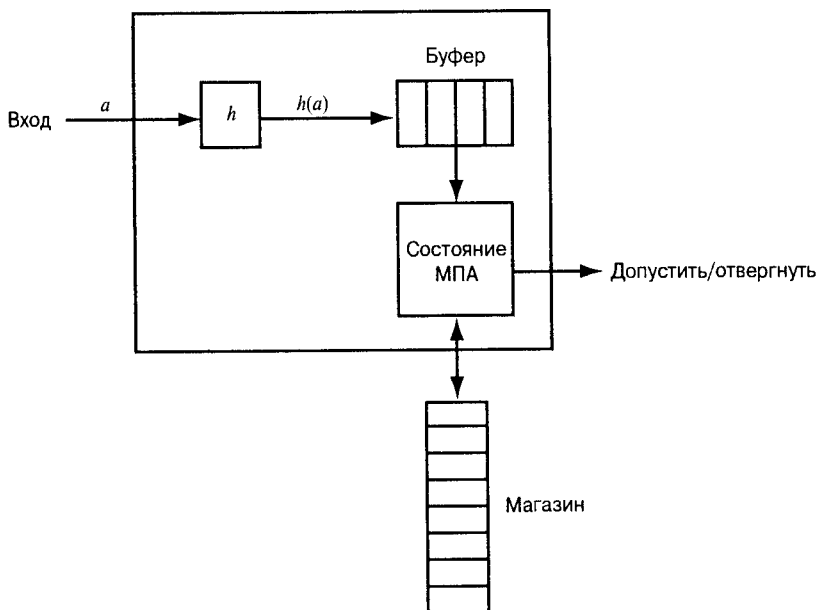 Буфер
Вход
a
h
h(a)
Состояние
МПА
Допустить/отвергнуть
Магазин